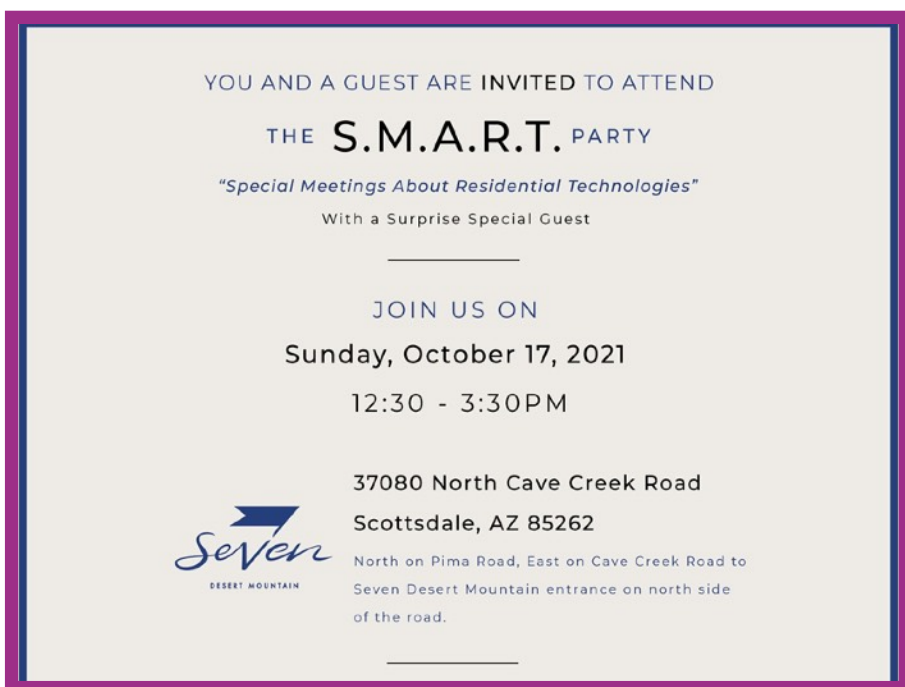 YOU AND A GUEST ARE INVITED TO ATTEND
THE S.M.A.R.T. PARTY
“Special Meetings About Residential Technologies”
With a Surprise Special Guest
JOIN US ON
Sunday, October 17, 2021
12:30 - 3:30PM
37080 North Cave Creek Road
Scottsdale, AZ 85262
North on Pima Road, East on Cave Creek Road to
Seven Desert Mountain entrance on north side
of the road.
Seven
DESERT MOUNTAIN